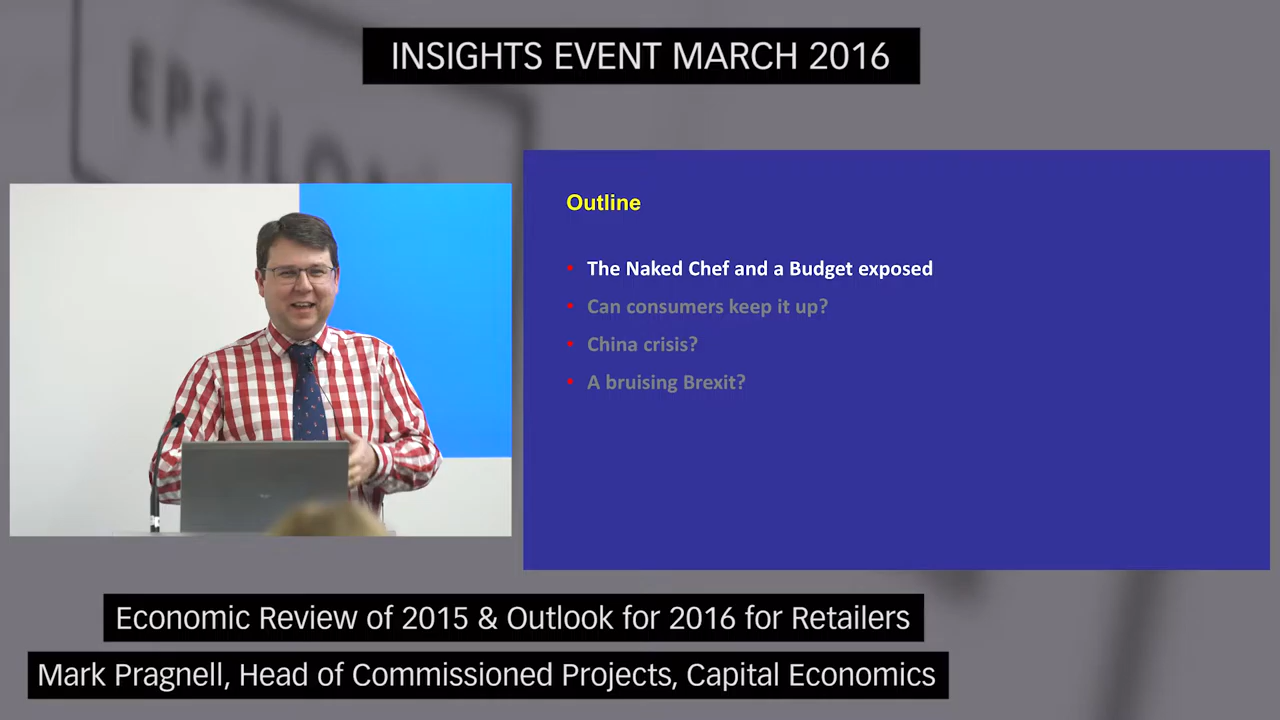 INSIGHTS EVENT MARCH 2016
EPSILON
Outline
• The Naked Chef and a Budget exposed
• Can consumers keep it up?
• China crisis?
• A bruising Brexit?
Economic Review of 2015 & Outlook for 2016 for Retailers
Mark Pragnell, Head of Commissioned Projects, Capital Economics